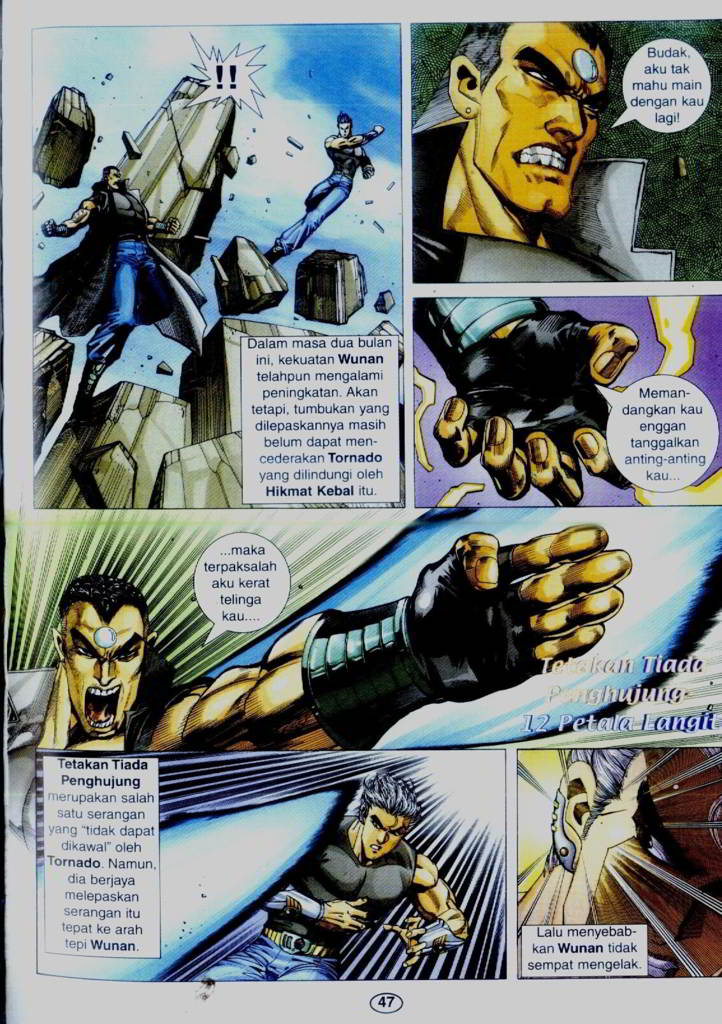 !!
Budak,
aku tak
mahu main
dengan kau
lagi!
Dalam masa dua bulan
ini, kekuatan Wunan
telahpun mengalami
peningkatan. Akan
tetapi, tumbukan yang
dilepaskannya masih
belum dapat men-
cederakan Tornado
yang dilindungi oleh
Hikmat Kebal itu.
Meman-
dangkan kau
enggan
tanggalkan
anting-anting
kau...
...maka
terpaksalah
aku kerat
telinga
kau....
Tetakan Tiada
Penghujung
12 Petala Langit
Tetakan Tiada
Penghujung
merupakan salah
satu serangan
yang "tidak dapat
dikawal" oleh
Tornado. Namun,
dia berjaya
melepaskan
serangan itu
tepat ke arah
tepi Wunan.
Lalu menyebab-
kan Wunan tidak
sempat mengelak.
47